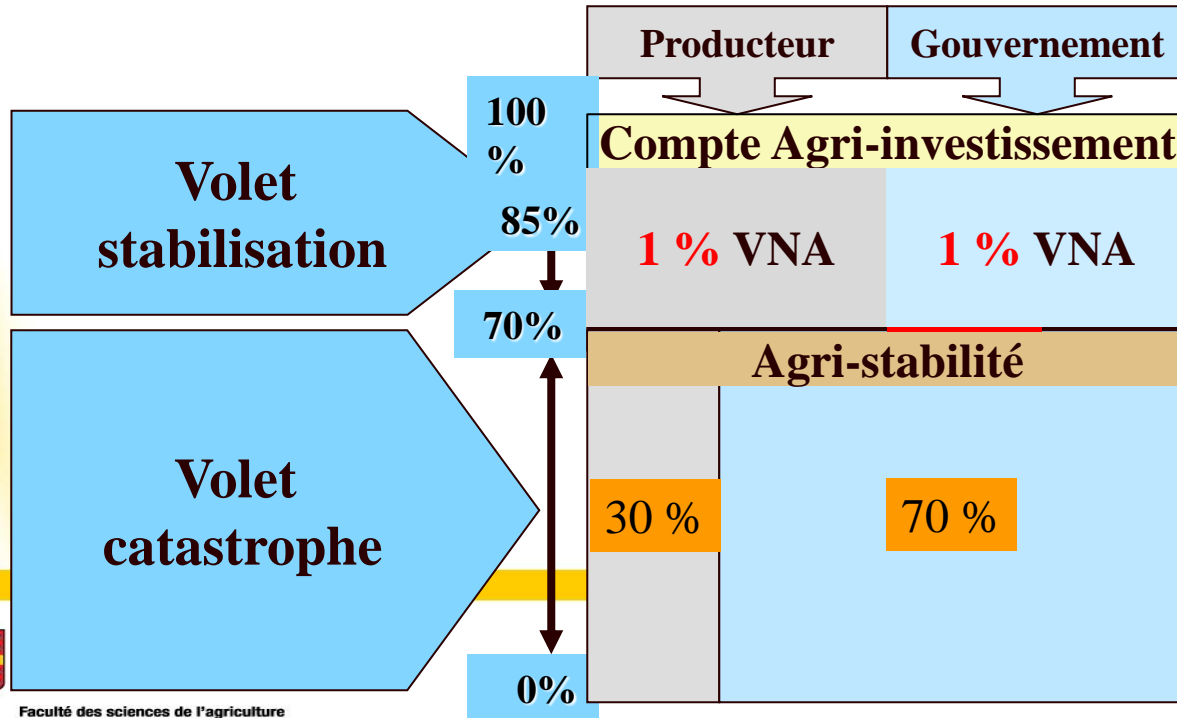 Producteur
Gouvernement
100
%
Compte Agri-investissement
Volet
stabilisation
85%
1 % VNA
1 % VNA
70%
Agri-stabilité
Volet
catastrophe
30 %
70 %
0%
Faculté des sciences de l'agriculture